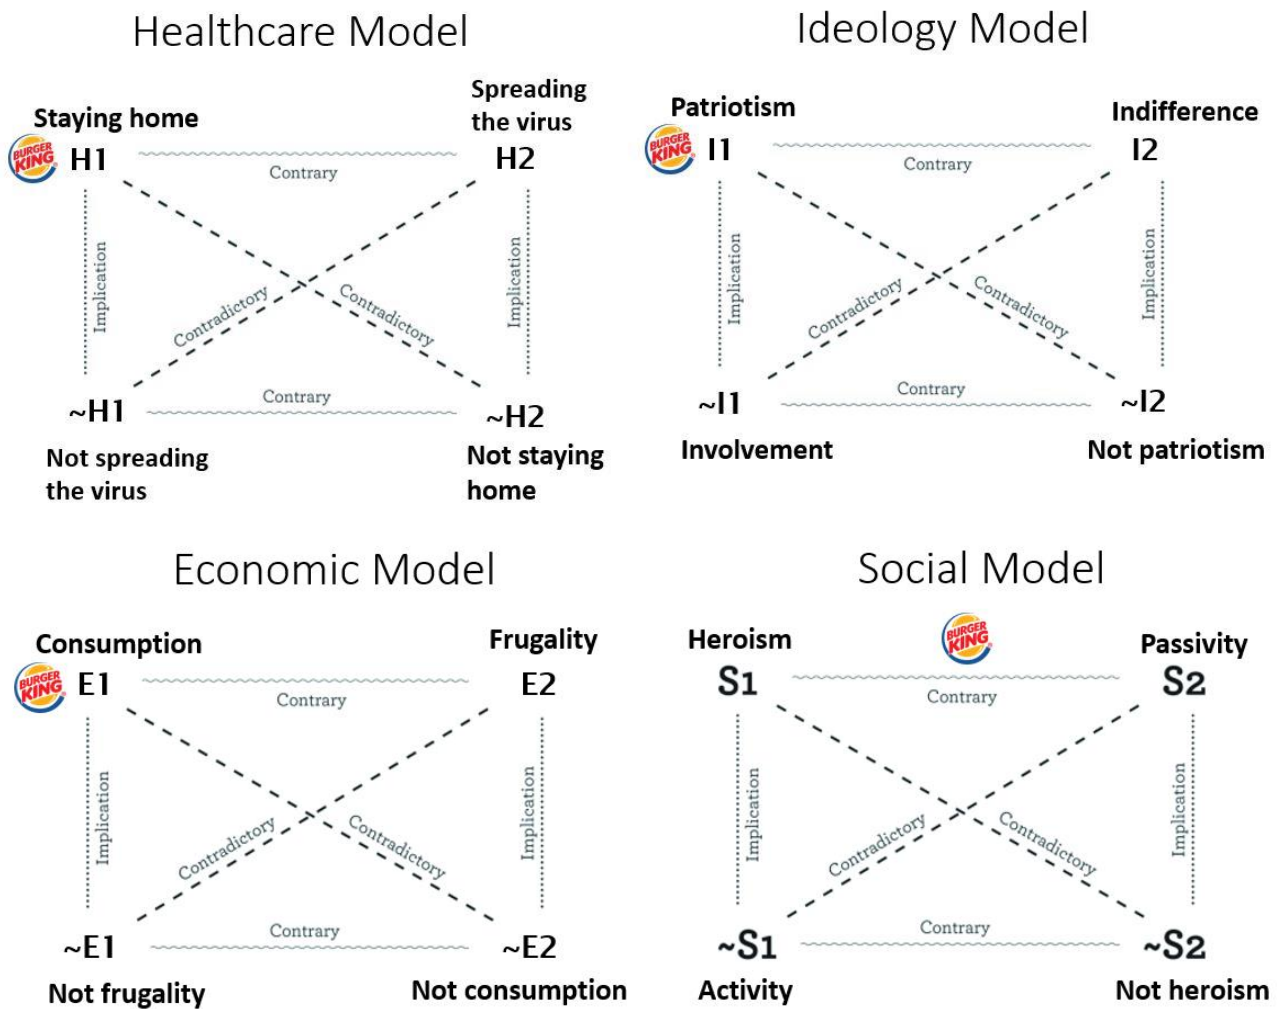 Healthcare Model
Staying home
BURGER
KING
H1
Contrary
Spreading
the virus
H2
Implication
Contradictory
Contradictory
Implication
~H1
Contrary
~H2
Not spreading
the virus
Not staying
home
Ideology Model
Patriotism
BURGER
KING
I1
Contrary
Indifference
I2
Implication
Contradictory
Contradictory
Implication
~I1
Contrary
~I2
Involvement
Not patriotism
Economic Model
Consumption
BURGER
KING
E1
Contrary
Frugality
E2
Implication
Contradictory
Contradictory
Implication
~E1
Contrary
~E2
Not frugality
Not consumption
Social Model
Heroism
BURGER
KING
Passivity
S1
Contrary
S2
Implication
Contradictory
Contradictory
Implication
~S1
Contrary
~S2
Activity
Not heroism